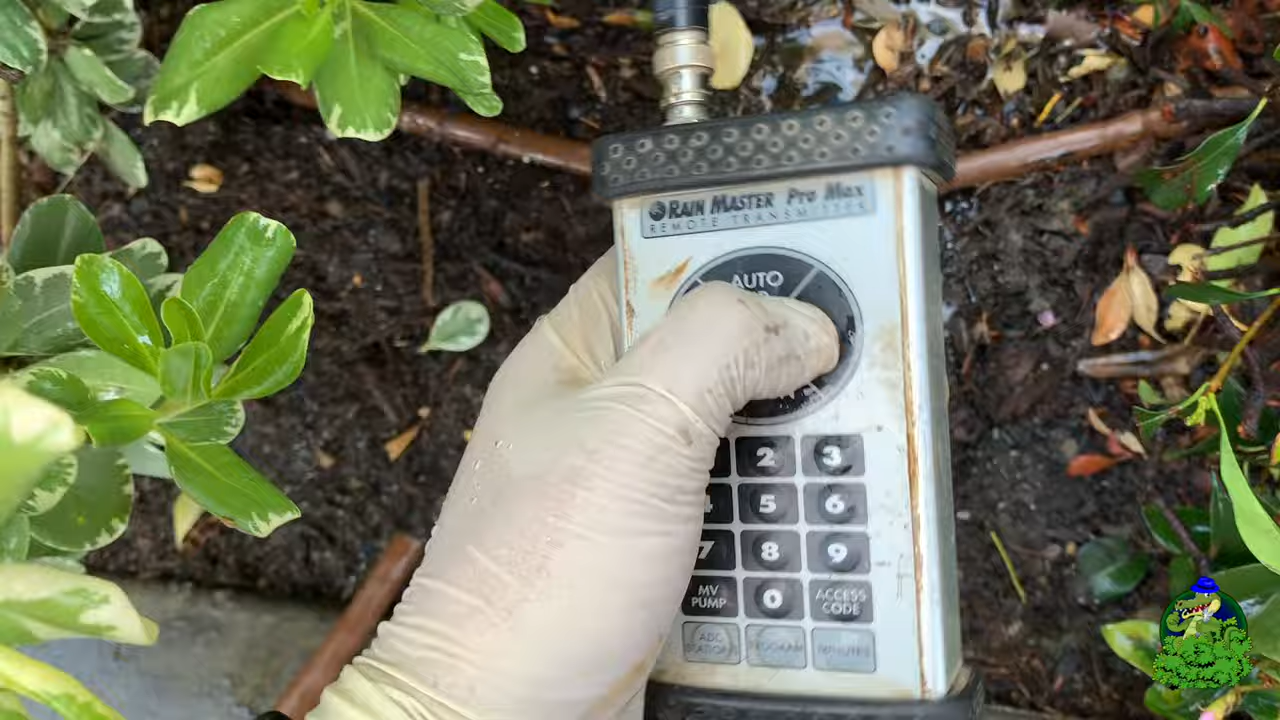 RAIN MASTER Pro Max
REMOTE TRANSMITTER
AUTO
2 3
5 6
7 8 9
MV PUMP 0 ACCESS CODE
PROGRAM MINUTES